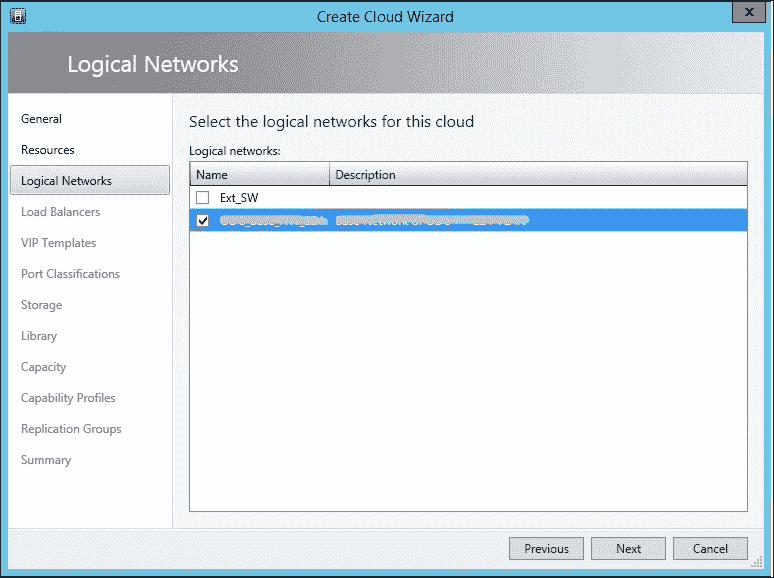 Create Cloud Wizard
Logical Networks
General
Resources
Logical Networks
Load Balancers
VIP Templates
Port Classifications
Storage
Library
Capacity
Capability Profiles
Replication Groups
Summary
Select the logical networks for this cloud
Logical networks:
Name Description
Ext_SW
Previous Next Cancel